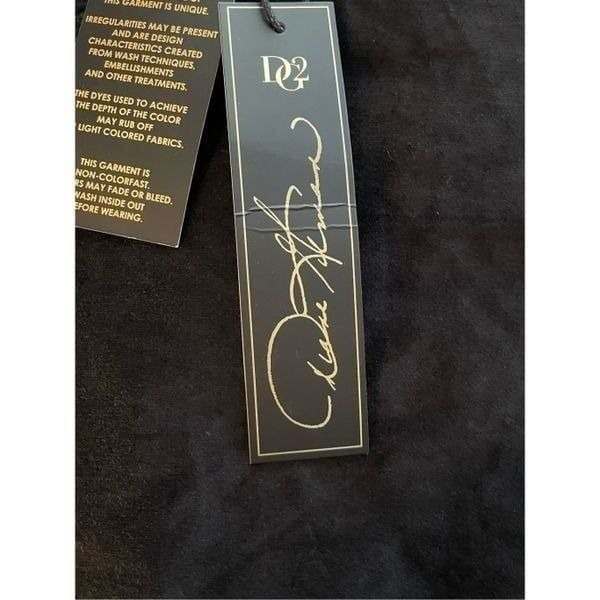 THIS GARMENT IS UNIQUE.
IRREGULARITIES MAY BE PRESENT
AND ARE DESIGN
CHARACTERISTICS CREATED
FROM WASH TECHNIQUES,
EMBELLISHMENTS
AND OTHER TREATMENTS.
THE DYES USED TO ACHIEVE
THE DEPTH OF THE COLOR
MAY RUB OFF
LIGHT COLORED FABRICS.
THIS GARMENT IS
NON-COLORFAST.
MAY FADE OR BLEED.
WASH INSIDE OUT
BEFORE WEARING.
DG2
Diane Gilman